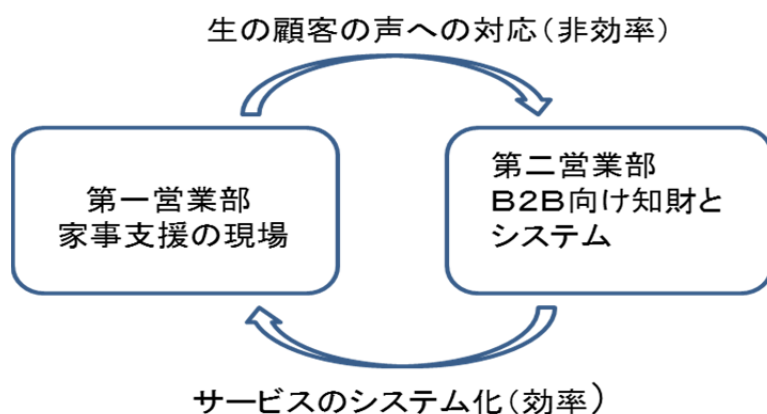 生の顧客の声への対応(非効率)
第一営業部
家事支援の現場
第二営業部
B2B向け知財と
システム
サービスのシステム化(効率)